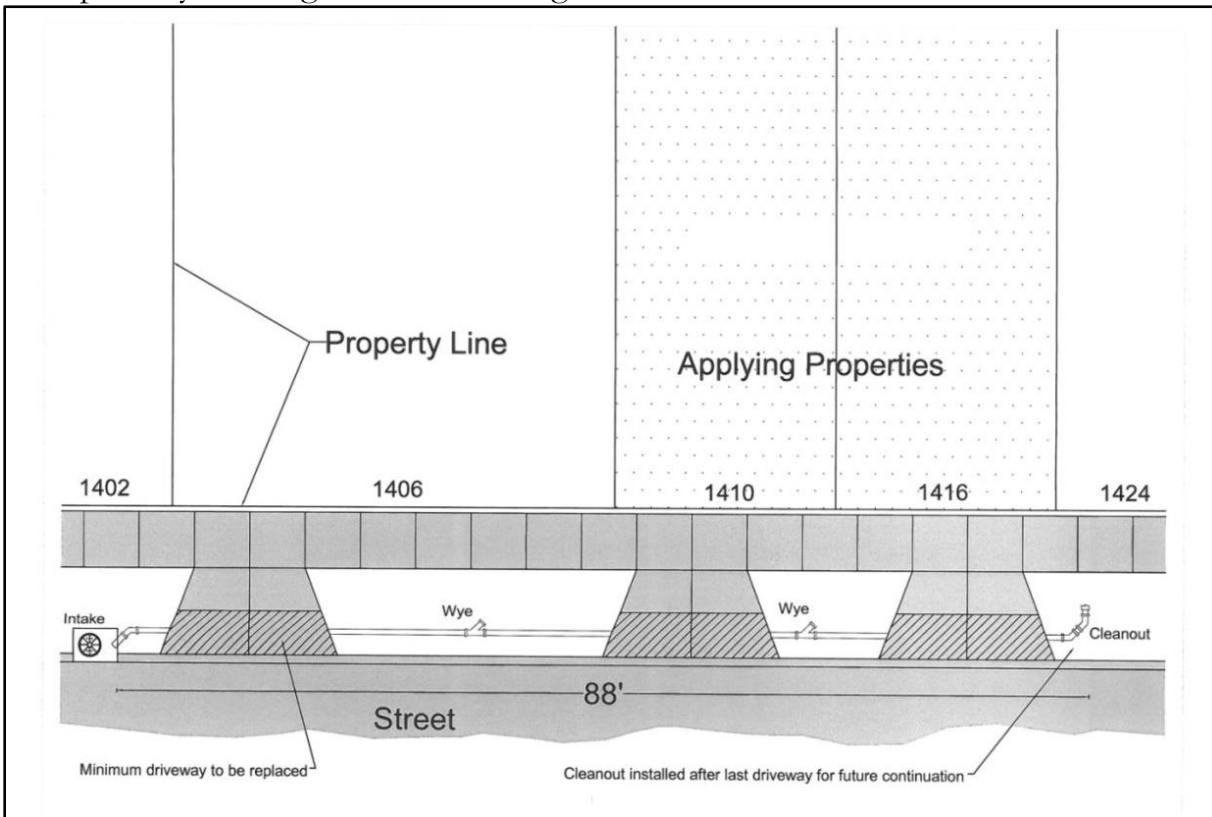 Property Line
Applying Properties
1402
1406
1410
1416
1424
Intake
Wye
Wye
Cleanout
88'
Street
Minimum driveway to be replaced
Cleanout installed after last driveway for future continuation